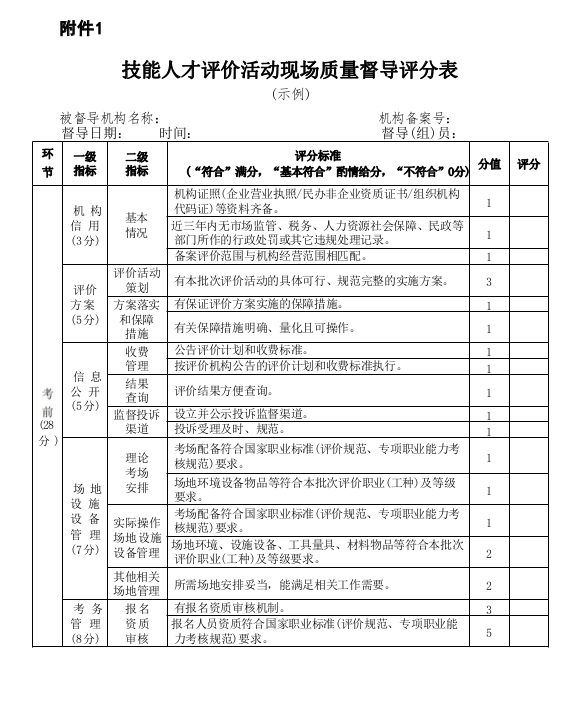 附件1
技能人才评价活动现场质量督导评分表
(示例)
被督导机构名称： 机构备案号：
督导日期： 时间： 督导(组)员：
环节 一级指标 二级指标 评分标准 (“符合”满分，“基本符合”酌情给分，“不符合”0分) 分值 评分
考前(28分)
机构信用(3分)
基本情况
机构证照(企业营业执照/民办非企业资质证书/组织机构
代码证)等资料齐备。 1
近三年内无市场监管、税务、人力资源社会保障、民政等
部门所作的行政处罚或其它违规处理记录。 1
备案评价范围与机构经营范围相匹配。 1
评价方案(5分)
评价活动策划
有本批次评价活动的具体可行、规范完整的实施方案。 3
方案落实和保障措施
有保证评价方案实施的保障措施。 1
有关保障措施明确、量化且可操作。 1
信息公开(5分)
收费管理
公告评价计划和收费标准。 1
按评价机构公告的评价计划和收费标准执行。 1
结果查询
评价结果方便查询。 1
监督投诉渠道
设立并公示投诉监督渠道。 1
投诉受理及时、规范。 1
场地设施设备管理(7分)
理论考场安排
考场配备符合国家职业标准(评价规范、专项职业能力考
核规范)要求。 1
场地环境设备物品等符合本批次评价职业(工种)及等级
要求。 1
实际操作场地设施设备管理
考场配备符合国家职业标准(评价规范、专项职业能力考
核规范)要求。 1
场地环境、设施设备、工具量具、材料物品等符合本批次
评价职业(工种)及等级要求。 2
其他相关场地管理
所需场地安排妥当，能满足相关工作需要。 2
考务管理(8分)
报名资质审核
有报名资质审核机制。 3
报名人员资质符合国家职业标准(评价规范、专项职业能
力考核规范)要求。 5